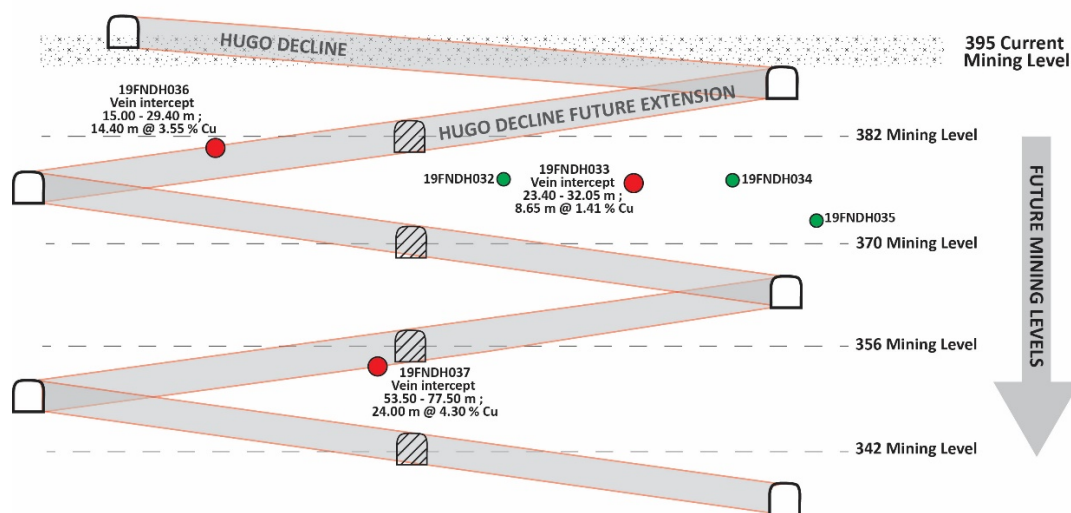 HUGO DECLINE
395 Current
Mining Level
19FNDH036
Vein intercept
15.00 - 29.40 m ;
14.40 m @ 3.55 % Cu
HUGO DECLINE FUTURE EXTENSION
382 Mining Level
19FNDH032
19FNDH033
Vein intercept
23.40 - 32.05 m ;
8.65 m @ 1.41 % Cu
19FNDH034
19FNDH035
370 Mining Level
FUTURE MINING LEVELS
356 Mining Level
19FNDH037
Vein intercept
53.50 - 77.50 m ;
24.00 m @ 4.30 % Cu
342 Mining Level